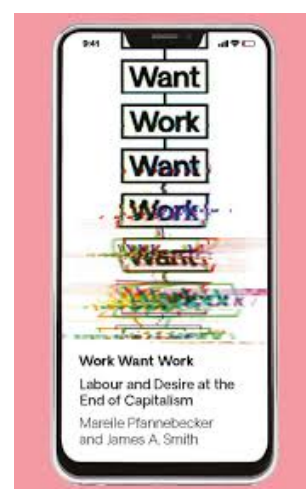 9:41
Want
Work
Want
Work
Want
Work Want Work
Labour and Desire at the
End of Capitalism
Mareile Pfannebecker
and James A. Smith